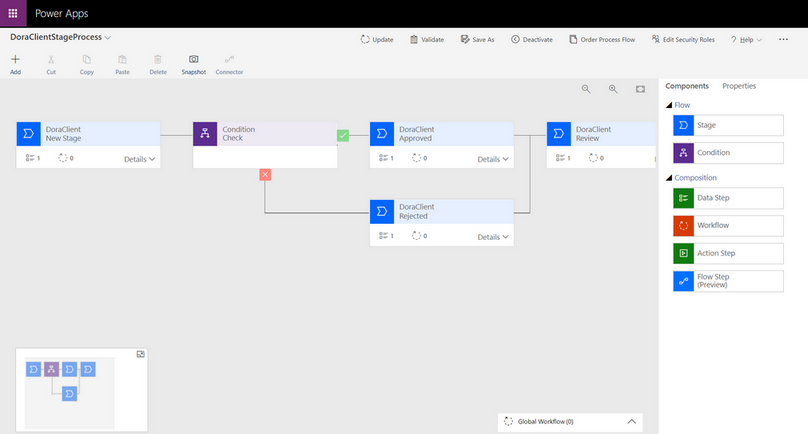 Power Apps
DoraClientStageProcess
Update
Validate
Save As
Deactivate
Order Process Flow
Edit Security Roles
? Help
Add
Cut
Copy
Paste
Delete
Snapshot
Connector
Components
Properties
Flow
Stage
Condition
Composition
Data Step
Workflow
Action Step
Flow Step
(Preview)
DoraClient
New Stage
1
0
Details
Condition
Check
DoraClient
Approved
1
0
Details
DoraClient
Review
1
0
DoraClient
Rejected
1
0
Details
Global Workflow (0)